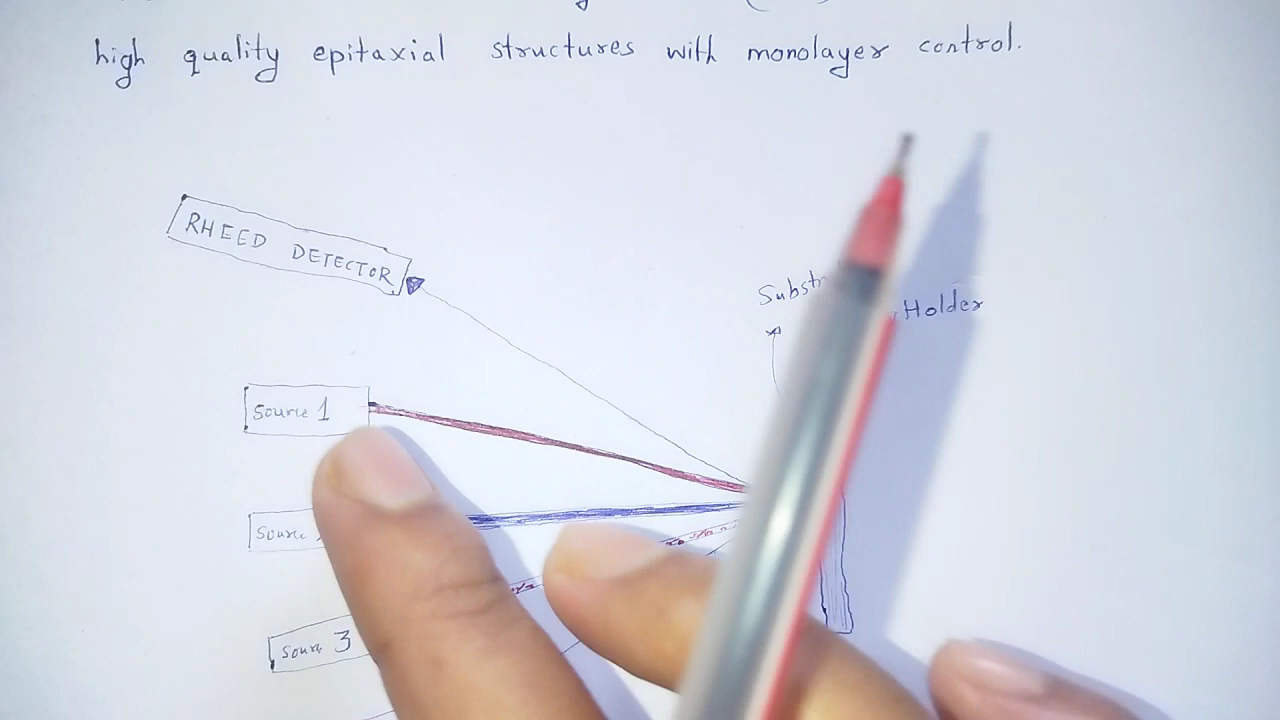 high quality epitaxial structures with monolayer control.
RHEED DETECTOR
Holder
Source 1
Source 3